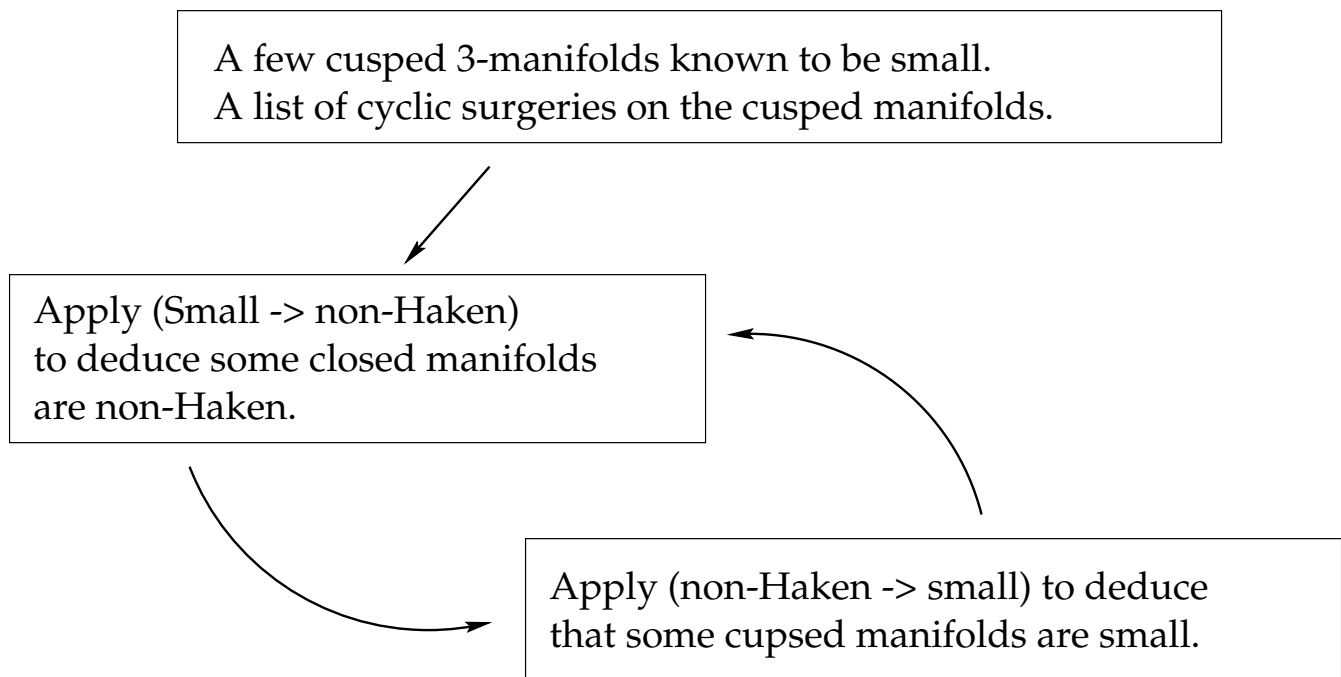 A few cusped 3-manifolds known to be small.
A list of cyclic surgeries on the cusped manifolds.
Apply (Small -> non-Haken)
to deduce some closed manifolds
are non-Haken.
Apply (non-Haken -> small) to deduce
that some cupsed manifolds are small.